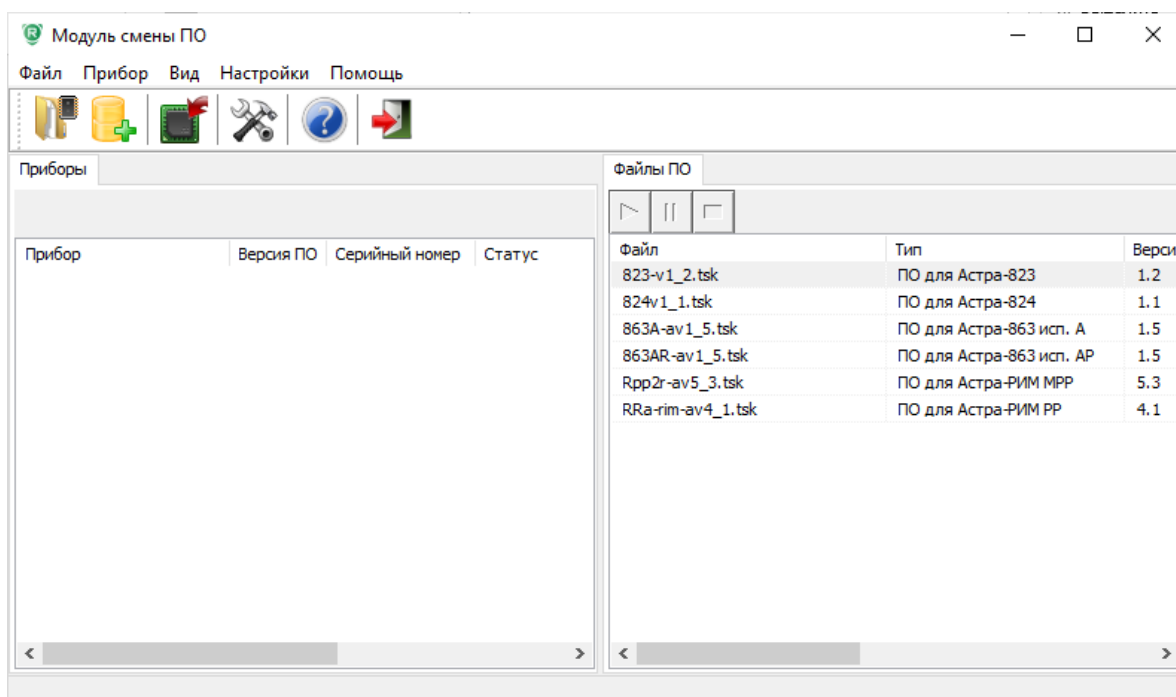 Модуль смены ПО
Файл Прибор Вид Настройки Помощь
Приборы
Прибор Версия ПО Серийный номер Статус
Файлы ПО
Файл Тип Верси
823-v1_2.tsk ПО для Астра-823 1.2
824v1_1.tsk ПО для Астра-824 1.1
863A-av1_5.tsk ПО для Астра-863 исп. А 1.5
863AR-av1_5.tsk ПО для Астра-863 исп. АР 1.5
Rpp2r-av5_3.tsk ПО для Астра-РИМ МРР 5.3
RRa-rim-av4_1.tsk ПО для Астра-РИМ РР 4.1